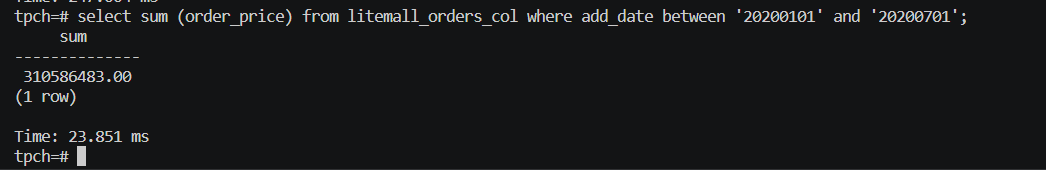 tpch=# select sum (order_price) from litemall_orders_col where add_date between '20200101' and '20200701';
sum
--------------
310586483.00
(1 row)
Time: 23.851 ms
tpch=#